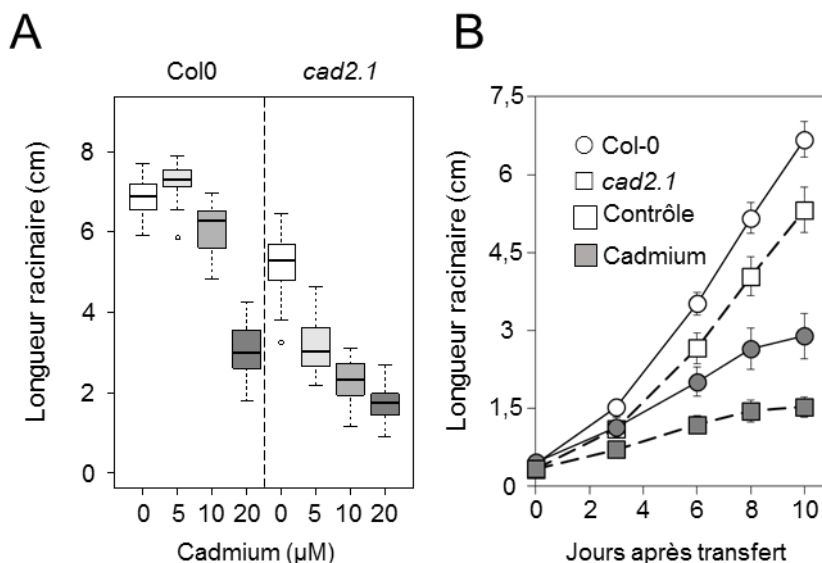 A
Col0 cad2.1
Longueur racinaire (cm)
8
6
4
2
0
0 5 10 20 0 5 10 20
Cadmium (µM)
B
Longueur racinaire (cm)
7,5
4,5
3
1,5
0
Col-0
cad2.1
Contrôle
Cadmium
0 2 4 6 8 10
Jours après transfert